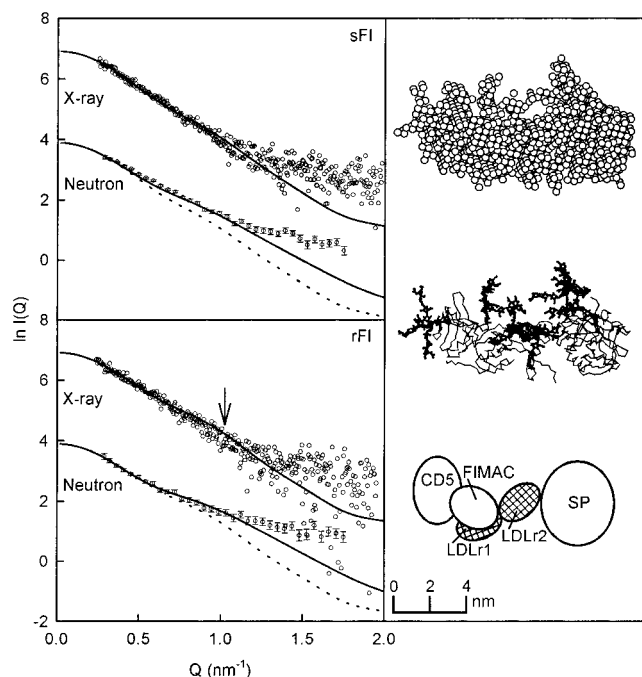 sFI
8
6
X-ray
4
Neutron
2
0
ln I(Q)
8
rFI
6
X-ray
4
Neutron
2
0
-2
0.0 0.5 1.0 1.5 2.0
Q (nm-1)
CD5
FIMAC
SP
LDLr1
LDLr2
0 2 4
nm